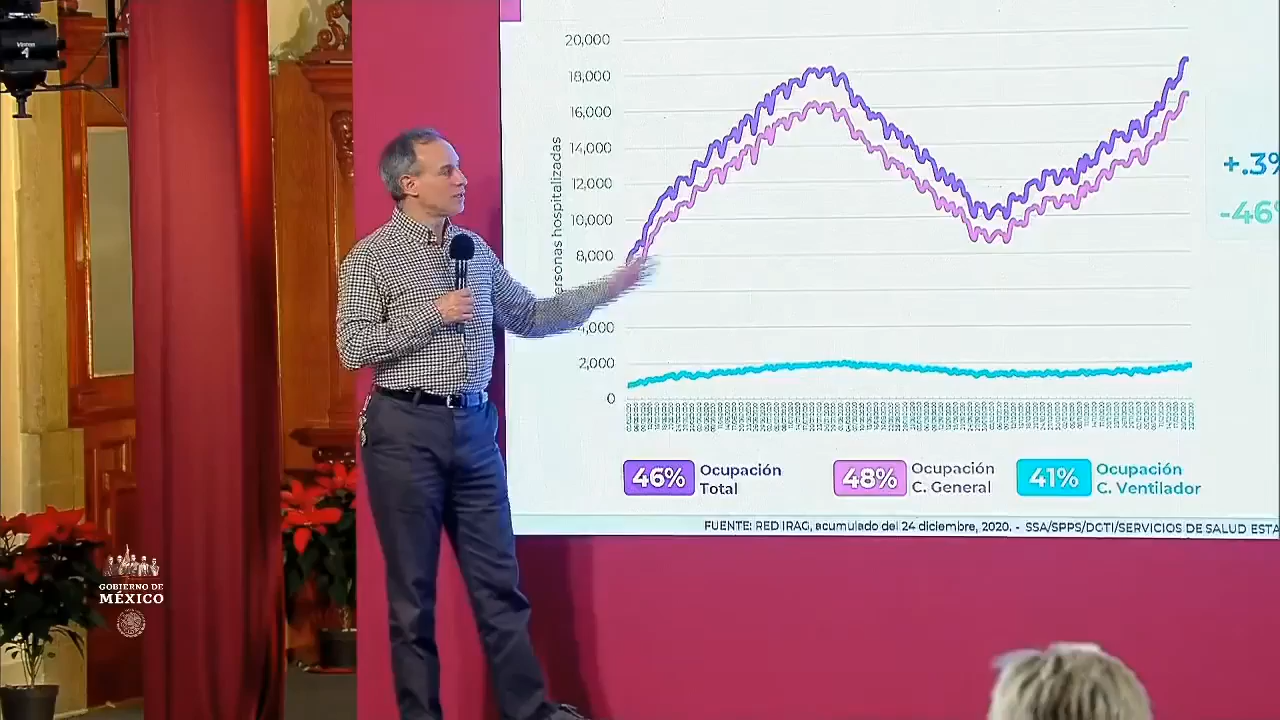 20,000
18,000
16,000
14,000
12,000
10,000
8,000
4,000
2,000
0
ersonas hospitalizadas
+.3%
-46%
46% Ocupación
Total
48% Ocupación
C. General
41% Ocupación
C. Ventilador
FUENTE: RED IRAG, acumulado del 24 diciembre, 2020. - SSA/SPPS/DGTI/SERVICIOS DE SALUD ESTA
GOBIERNO DE
MÉXICO